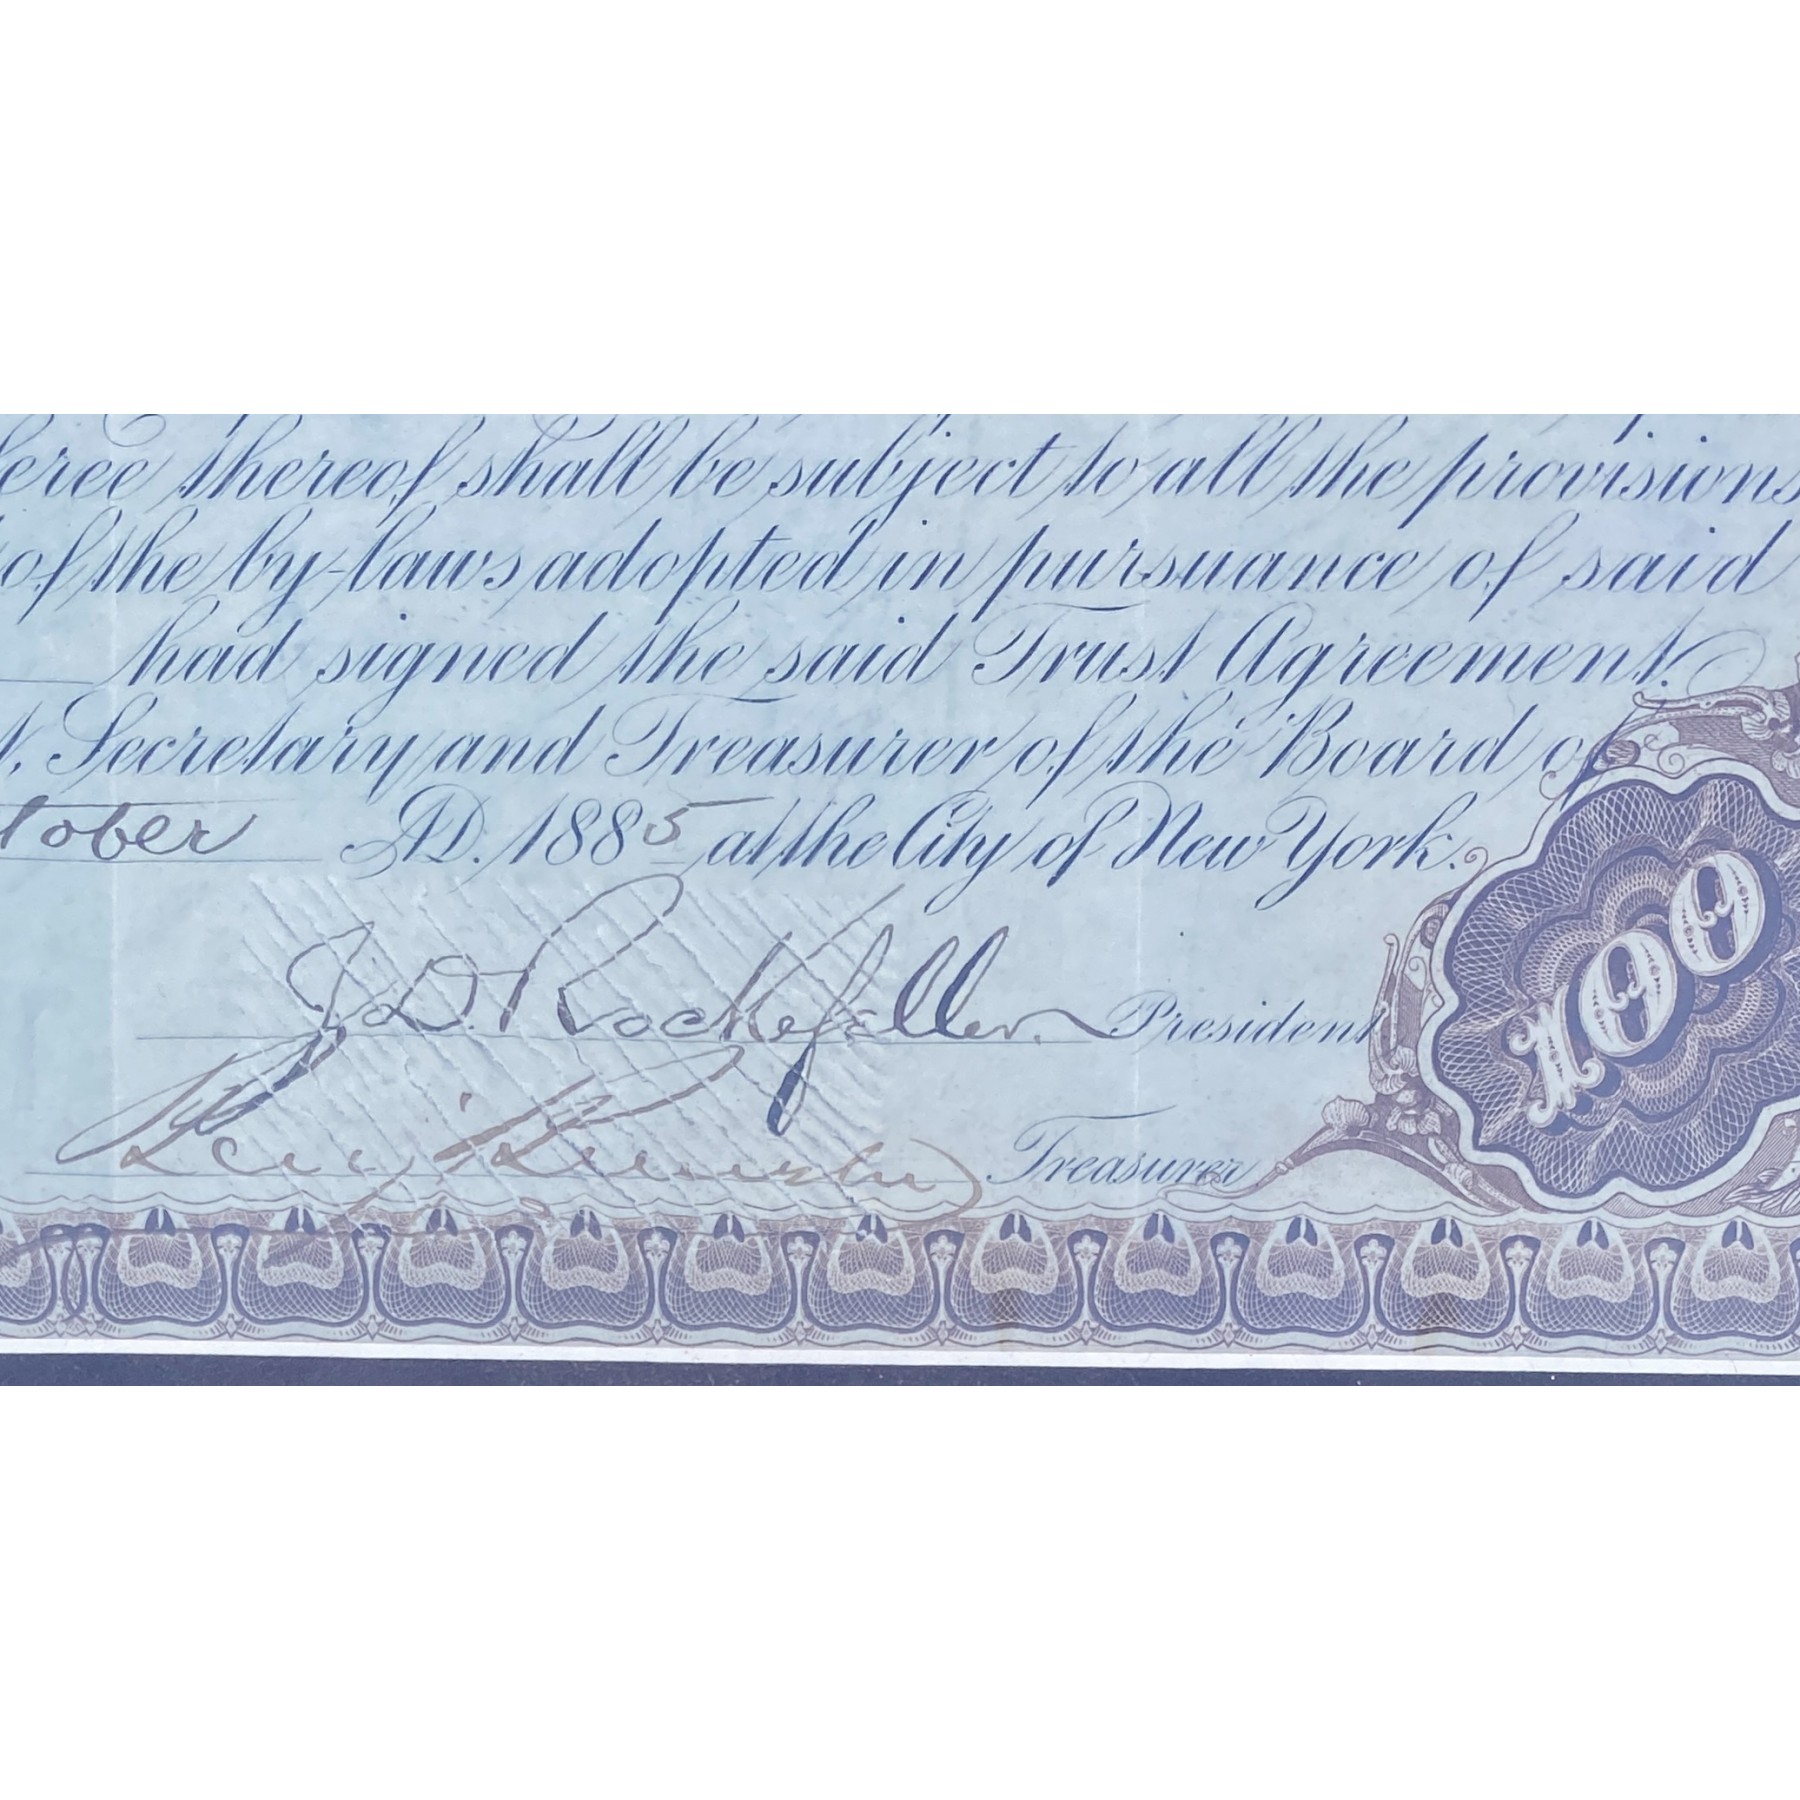 eree thereof shall be subject to all the provisions
of the by-laws adopted in pursuance of said
had signed the said Trust Agreement.
Secretary and Treasurer of the Board of
tober A.D. 1885 at the City of New York.
J. D. Rockefeller. President
Treasurer
100